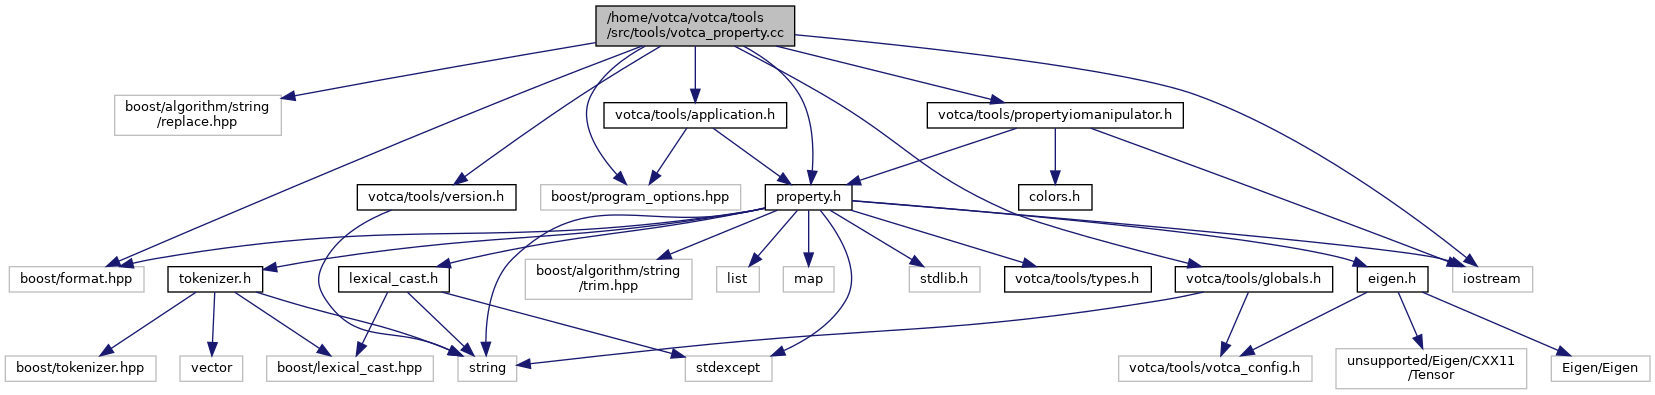 /home/votca/votca/tools
/src/tools/votca_property.cc
boost/algorithm/string
/replace.hpp
votca/tools/application.h
votca/tools/propertyiomanipulator.h
votca/tools/version.h
boost/program_options.hpp
property.h
colors.h
boost/format.hpp
tokenizer.h
lexical_cast.h
boost/algorithm/string
/trim.hpp
list
map
stdlib.h
votca/tools/types.h
votca/tools/globals.h
eigen.h
iostream
boost/tokenizer.hpp
vector
boost/lexical_cast.hpp
string
stdexcept
votca/tools/votca_config.h
unsupported/Eigen/CXX11
/Tensor
Eigen/Eigen